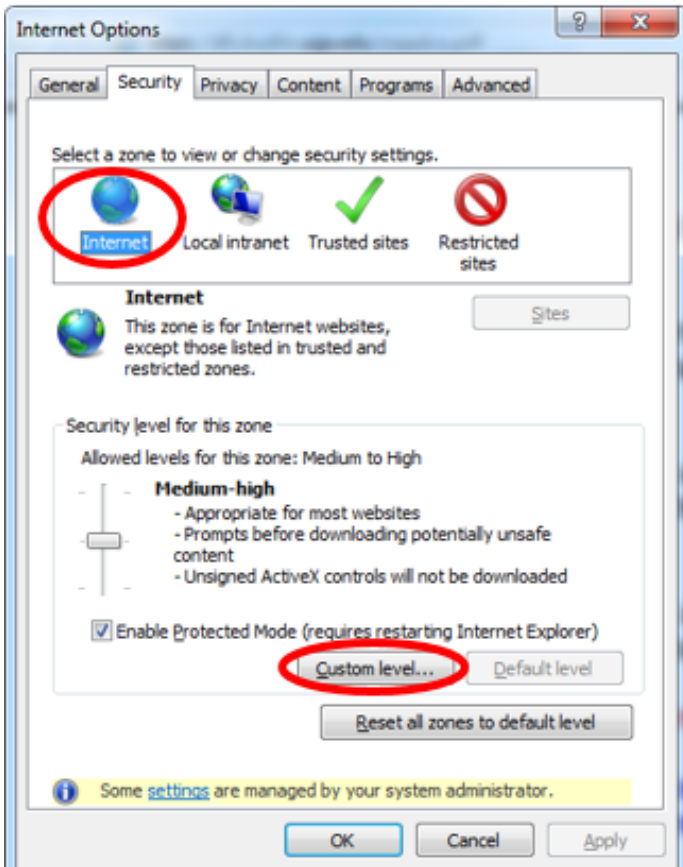 Internet Options
General Security Privacy Content Programs Advanced
Select a zone to view or change security settings.
Internet Local intranet Trusted sites Restricted
sites
Internet
Sites
This zone is for Internet websites,
except those listed in trusted and
restricted zones.
Security level for this zone
Allowed levels for this zone: Medium to High
Medium-high
- Appropriate for most websites
- Prompts before downloading potentially unsafe
content
- Unsigned ActiveX controls will not be downloaded
Enable Protected Mode (requires restarting Internet Explorer)
Custom level... Default level
Reset all zones to default level
Some settings are managed by your system administrator.
OK Cancel Apply